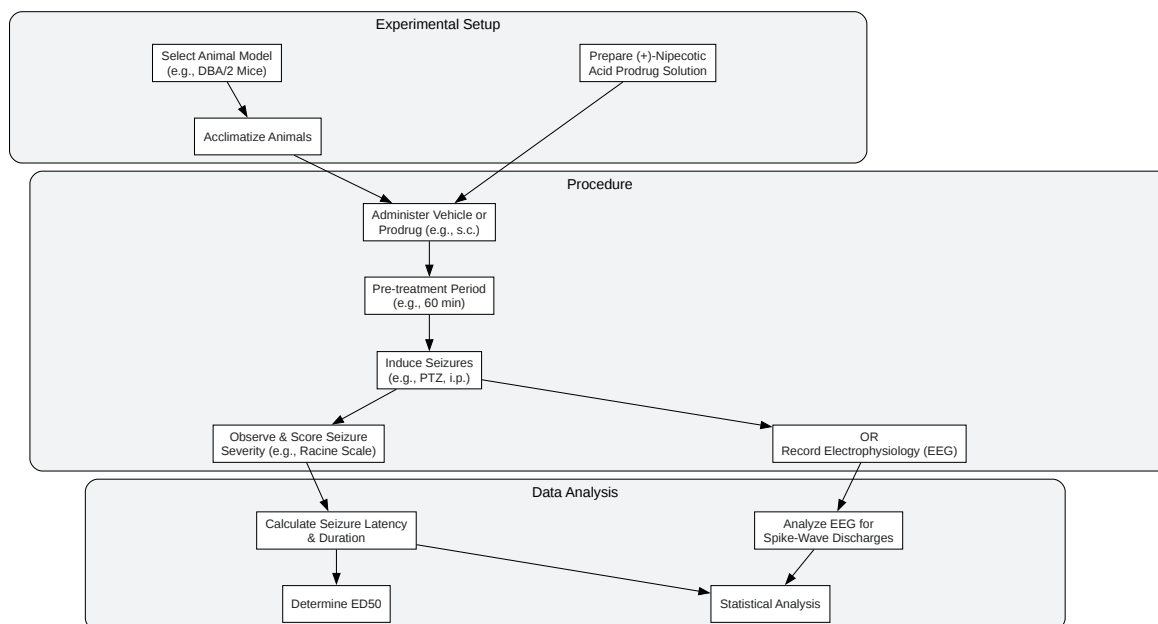 Experimental Setup
Select Animal Model
(e.g., DBA/2 Mice)
Prepare (+)-Nipecotic
Acid Prodrug Solution
Acclimatize Animals
Procedure
Administer Vehicle or
Prodrug (e.g., s.c.)
Pre-treatment Period
(e.g., 60 min)
Induce Seizures
(e.g., PTZ, i.p.)
Observe & Score Seizure
Severity (e.g., Racine Scale)
OR
Record Electrophysiology (EEG)
Data Analysis
Calculate Seizure Latency
& Duration
Analyze EEG for
Spike-Wave Discharges
Determine ED50
Statistical Analysis